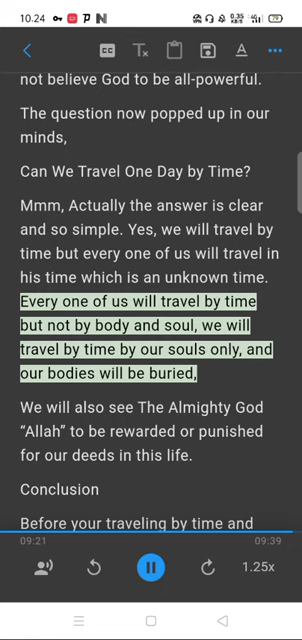 10.24
0.35
KB/S
4G
CC
not believe God to be all-powerful.
The question now popped up in our
minds,
Can We Travel One Day by Time?
Mmm, Actually the answer is clear
and so simple. Yes, we will travel by
time but every one of us will travel in
his time which is an unknown time.
Every one of us will travel by time
but not by body and soul, we will
travel by time by our souls only, and
our bodies will be buried,
We will also see The Almighty God
“Allah” to be rewarded or punished
for our deeds in this life.
Conclusion
Before your traveling by time and
09:21
09:39
1.25x